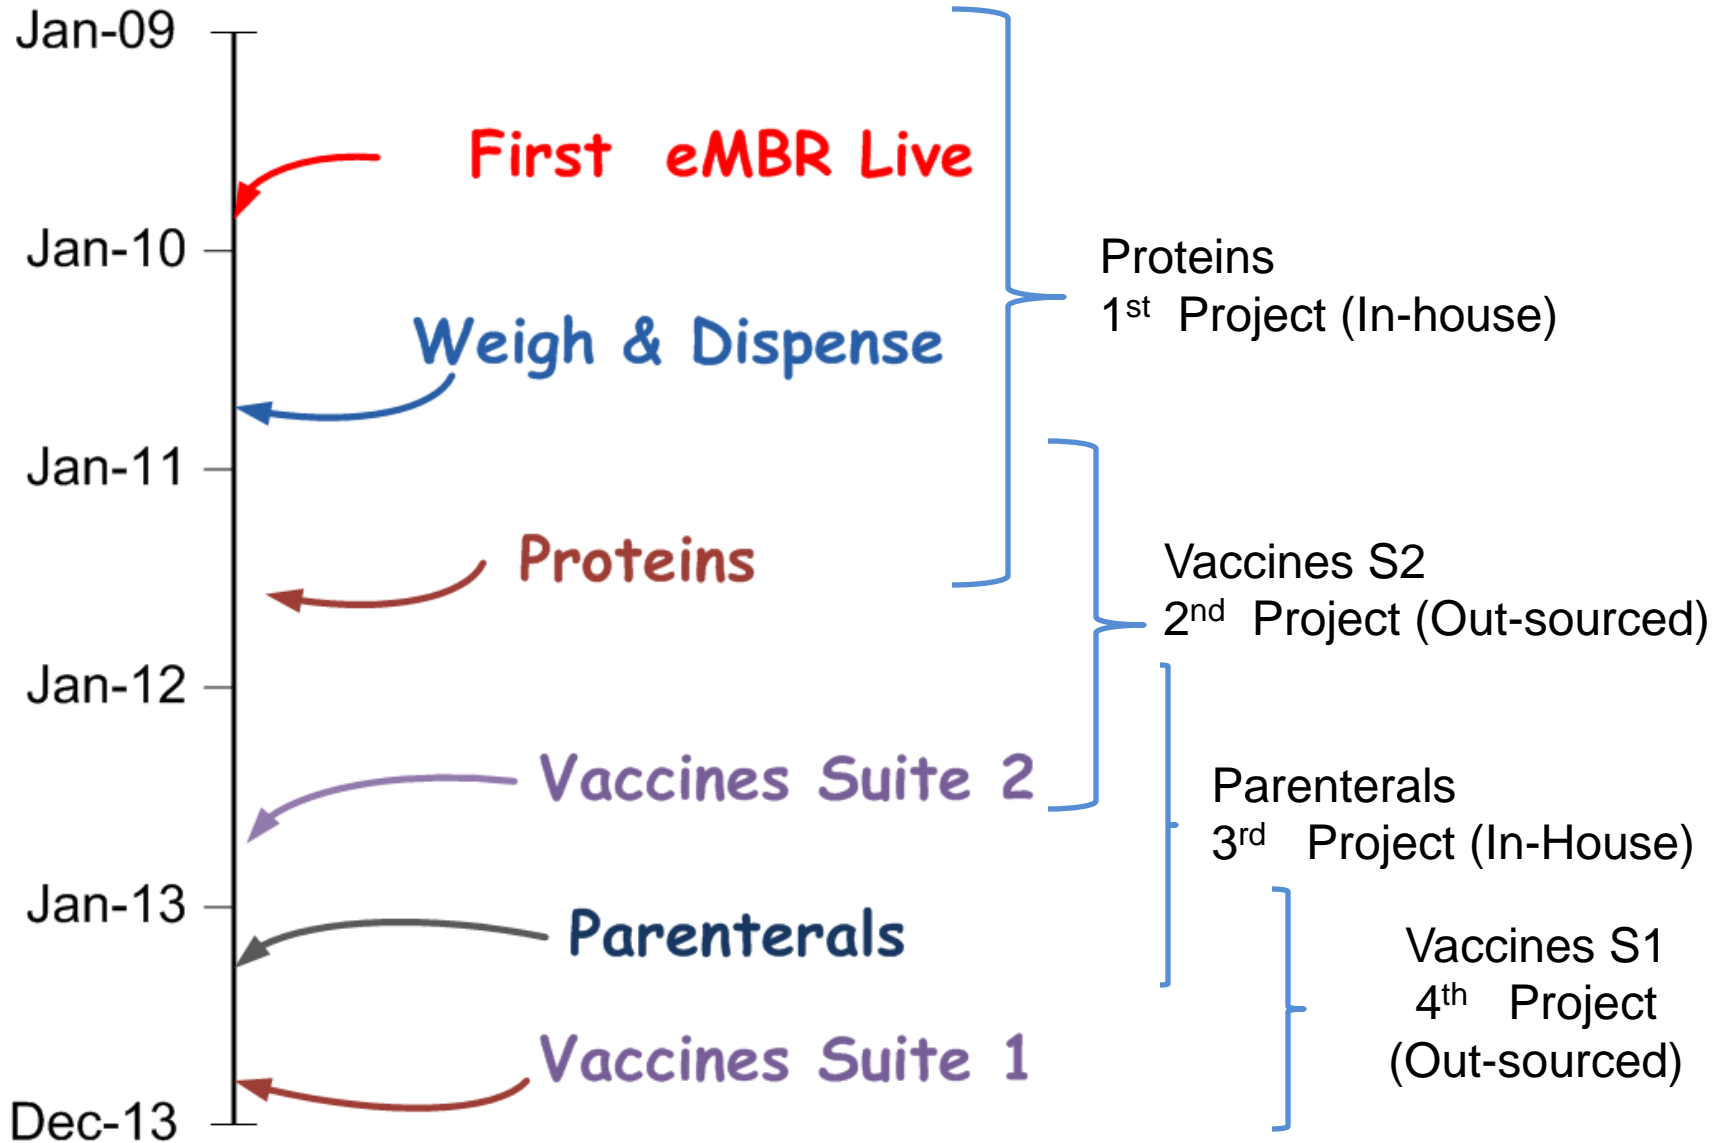 Jan-09
First eMBR Live
Jan-10
Proteins
1st Project (In-house)
Weigh & Dispense
Jan-11
Proteins
Vaccines S2
2nd Project (Out-sourced)
Jan-12
Vaccines Suite 2
Parenterals
3rd Project (In-House)
Jan-13
Parenterals
Vaccines S1
4th Project
(Out-sourced)
Vaccines Suite 1
Dec-13